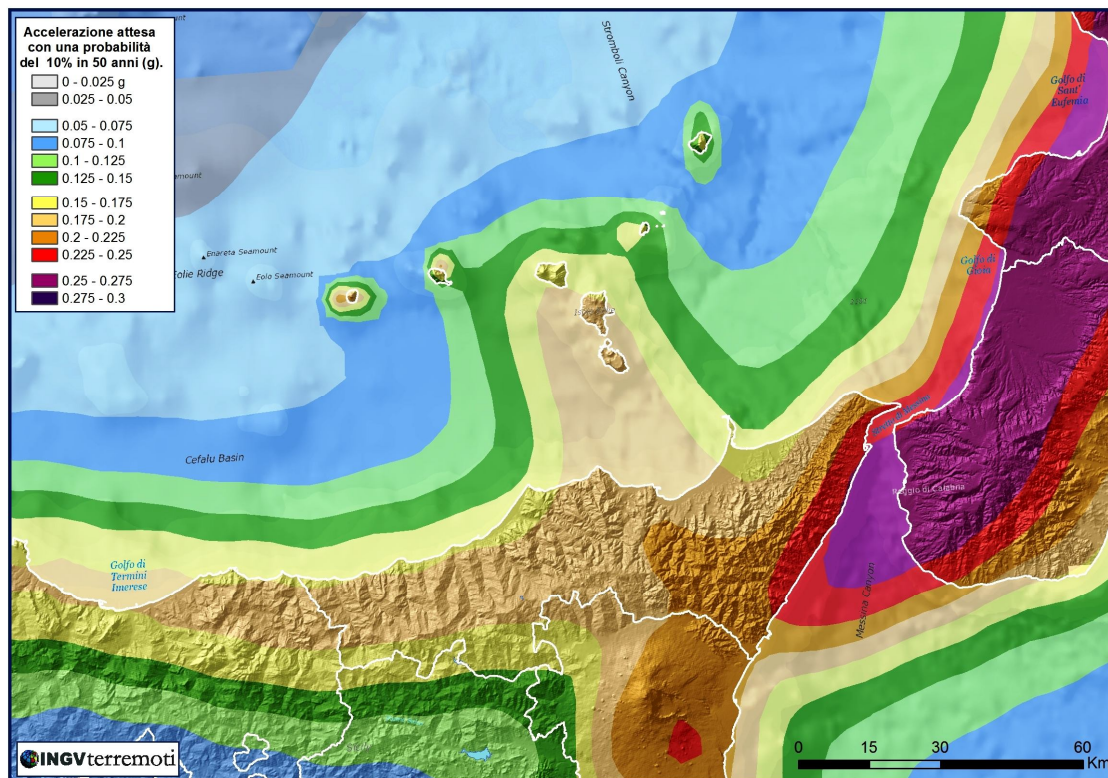 Accelerazione attesa
con una probabilità
del 10% in 50 anni (g).
0 - 0.025 g
0.025 - 0.05
0.05 - 0.075
0.075 - 0.1
0.1 - 0.125
0.125 - 0.15
0.15 - 0.175
0.175 - 0.2
0.2 - 0.225
0.225 - 0.25
0.25 - 0.275
0.275 - 0.3
Stromboli Canyon
Golfo di
Sant'
Eufemia
Seamount
Enareta Seamount
Eolie Ridge
Eolo Seamount
Golfo di
Gioia
Cefalu Basin
Reggio di Calabria
Golfo di
Termini
Imerese
Messina Canyon
INGVterremoti
0 15 30 60
Km